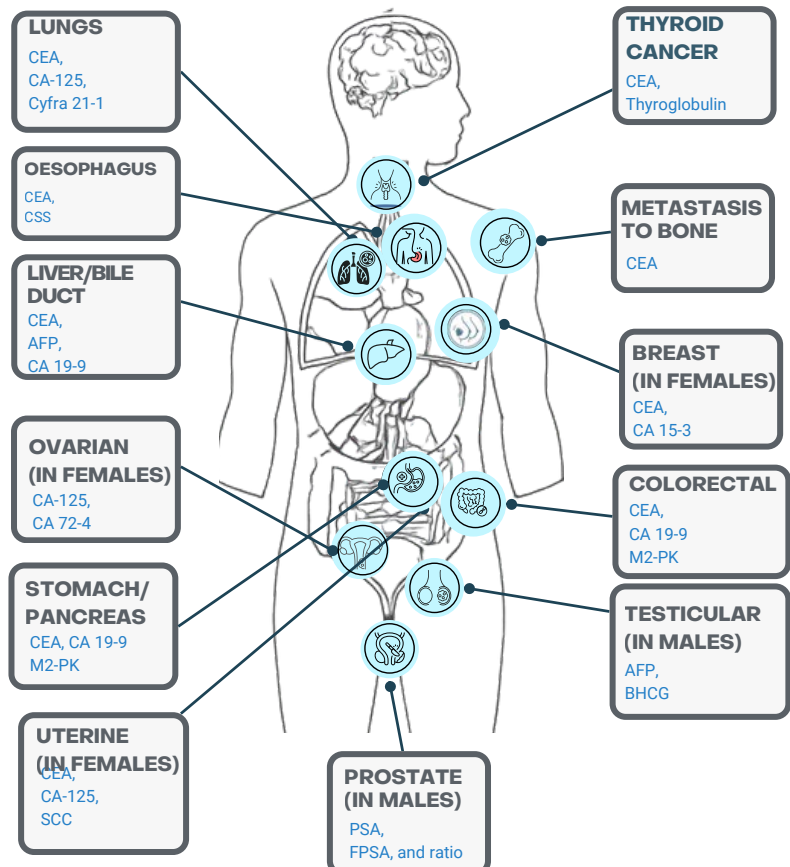 LUNGS
CEA,
CA-125,
Cyfra 21-1
OESOPHAGUS
CEA,
CSS
LIVER/BILE
DUCT
CEA,
AFP,
CA 19-9
OVARIAN
(IN FEMALES)
CA-125,
CA 72-4
STOMACH/
PANCREAS
CEA, CA 19-9
M2-PK
UTERINE
(IN FEMALES)
CEA,
CA-125,
SCC
PROSTATE
(IN MALES)
PSA,
FPSA, and ratio
THYROID
CANCER
CEA,
Thyroglobulin
METASTASIS
TO BONE
CEA
BREAST
(IN FEMALES)
CEA,
CA 15-3
COLORECTAL
CEA,
CA 19-9
M2-PK
TESTICULAR
(IN MALES)
AFP,
BHCG